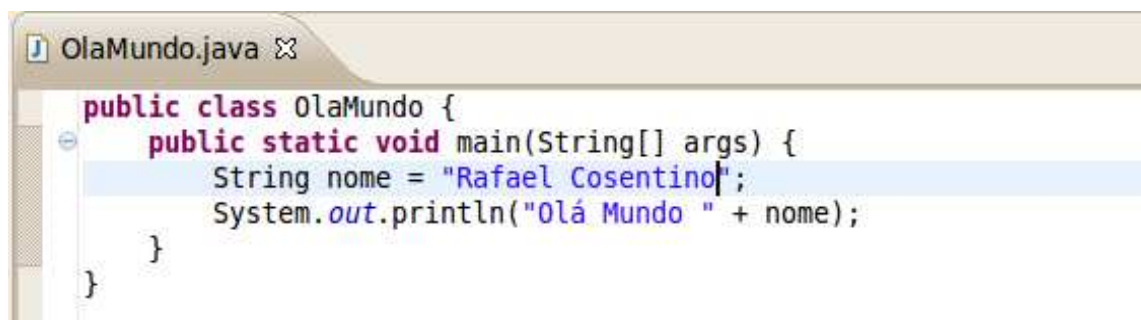 OlaMundo.java
public class OlaMundo {
    public static void main(String[] args) {
        String nome = "Rafael Cosentino";
        System.out.println("Olá Mundo " + nome);
    }
}